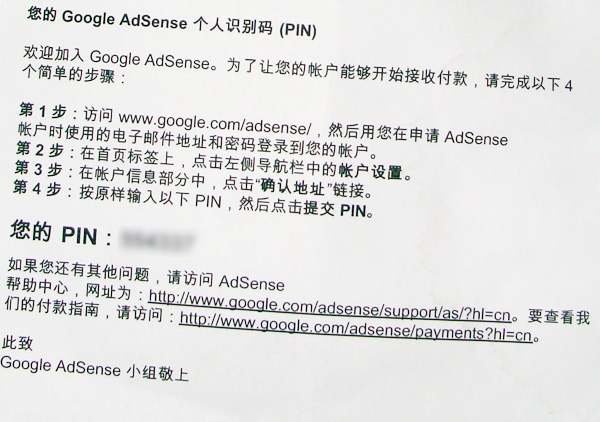 您的 Google AdSense 个人识别码 (PIN)
欢迎加入 Google AdSense。为了让您的帐户能够开始接收付款，请完成以下 4
个简单的步骤：
第 1 步：访问 www.google.com/adsense/，然后用您在申请 AdSense
帐户时使用的电子邮件地址和密码登录到您的帐户。
第 2 步：在首页标签上，点击左侧导航栏中的帐户设置。
第 3 步：在帐户信息部分中，点击“确认地址”链接。
第 4 步：按原样输入以下 PIN，然后点击提交 PIN。
您的 PIN：
如果您还有其他问题，请访问 AdSense
帮助中心，网址为：http://www.google.com/adsense/support/as/?hl=cn。要查看我
们的付款指南，请访问：http://www.google.com/adsense/payments?hl=cn。
此致
Google AdSense 小组敬上